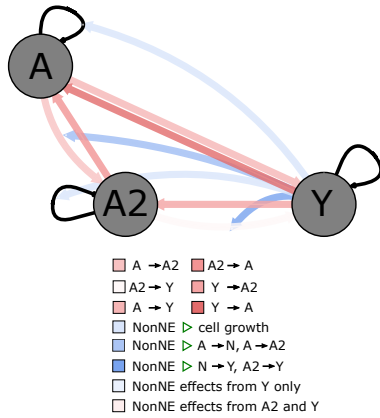 A
A2
Y
A → A2 A2 → A
A2 → Y Y → A2
A → Y Y → A
NonNE ▷ cell growth
NonNE ▷ A → N, A → A2
NonNE ▷ N → Y, A2 → Y
NonNE effects from Y only
NonNE effects from A2 and Y